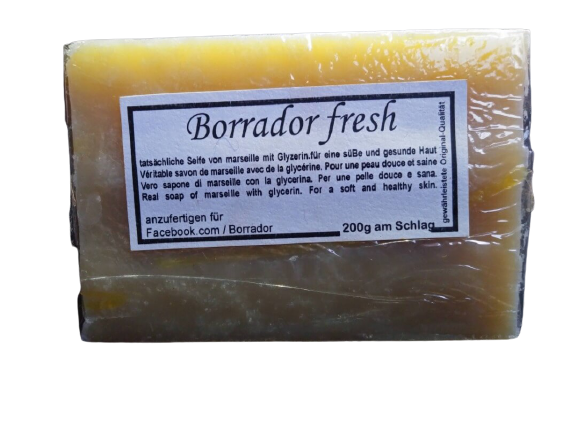 Borrador fresh
tatsächliche Seife von marseille mit Glyzerin.für eine süBe und gesunde Haut
Véritable savon de marseille avec de la glycérine. Pour une peau douce et saine
Vero sapone di marseille con la glycerina. Per une pelle douce e sana.
Real soap of marseille with glycerin. For a soft and healthy skin.
anzufertigen für
Facebook.com / Borrador
200g am Schlag
gewährleistete Original-Qualität